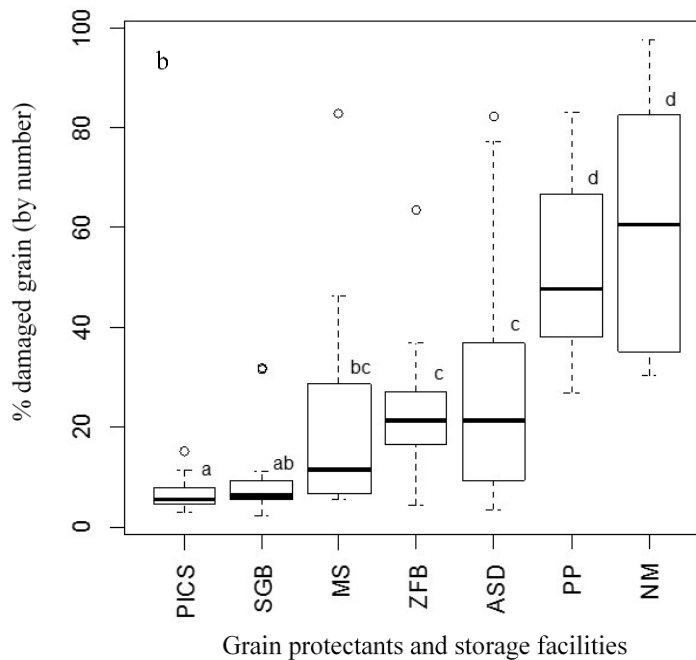 b
% damaged grain (by number)
100
80
60
40
20
0
a
ab
bc
c
c
d
d
PICS
SGB
MS
ZFB
ASD
PP
NM
Grain protectants and storage facilities